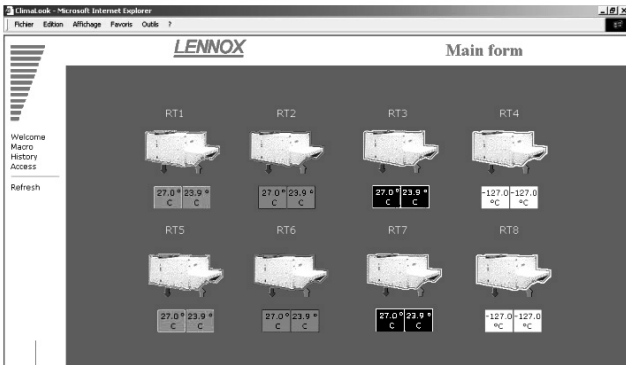 ClimaLook - Microsoft Internet Explorer
Fichier Edition Affichage Favoris Outils ?
LENNOX
Main form
Welcome
Macro
History
Access
Refresh
RT1 RT2 RT3 RT4
27.0 ° C 23.9 ° C 27.0 ° C 23.9 ° C 27.0 ° C 23.9 ° C -127.0 °C -127.0 °C
RT5 RT6 RT7 RT8
27.0 ° C 23.9 ° C 27.0 ° C 23.9 ° C 27.0 ° C 23.9 ° C -127.0 °C -127.0 °C